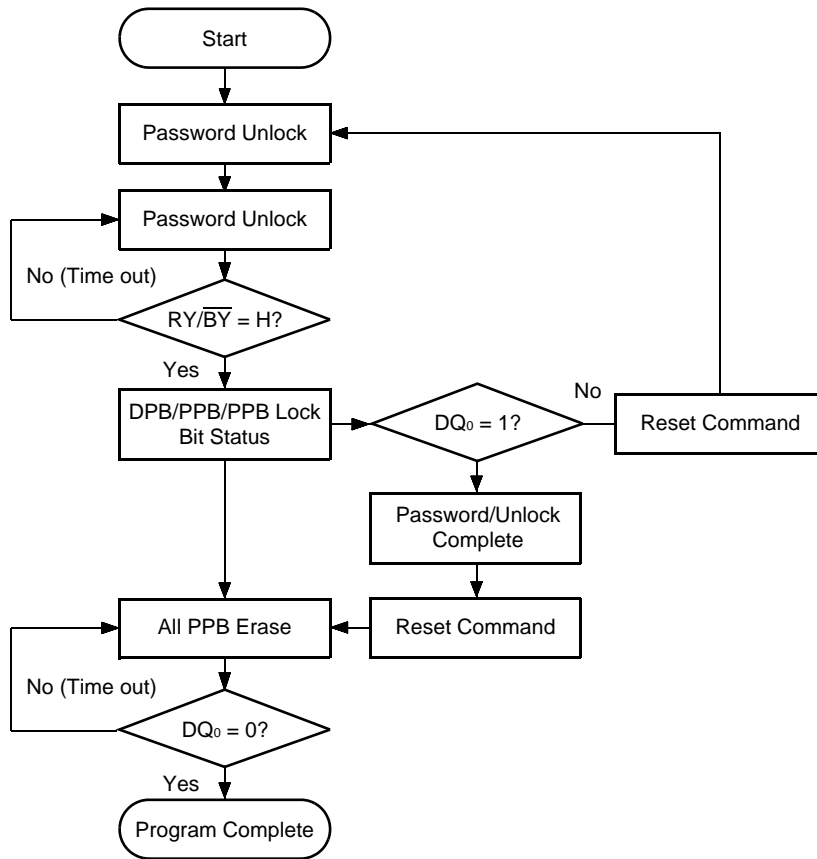 Start
Password Unlock
Password Unlock
No (Time out)
RY/B̅Y̅ = H?
Yes
DPB/PPB/PPB Lock
Bit Status
DQ₀ = 1?
No
Reset Command
Password/Unlock
Complete
All PPB Erase
Reset Command
No (Time out)
DQ₀ = 0?
Yes
Program Complete